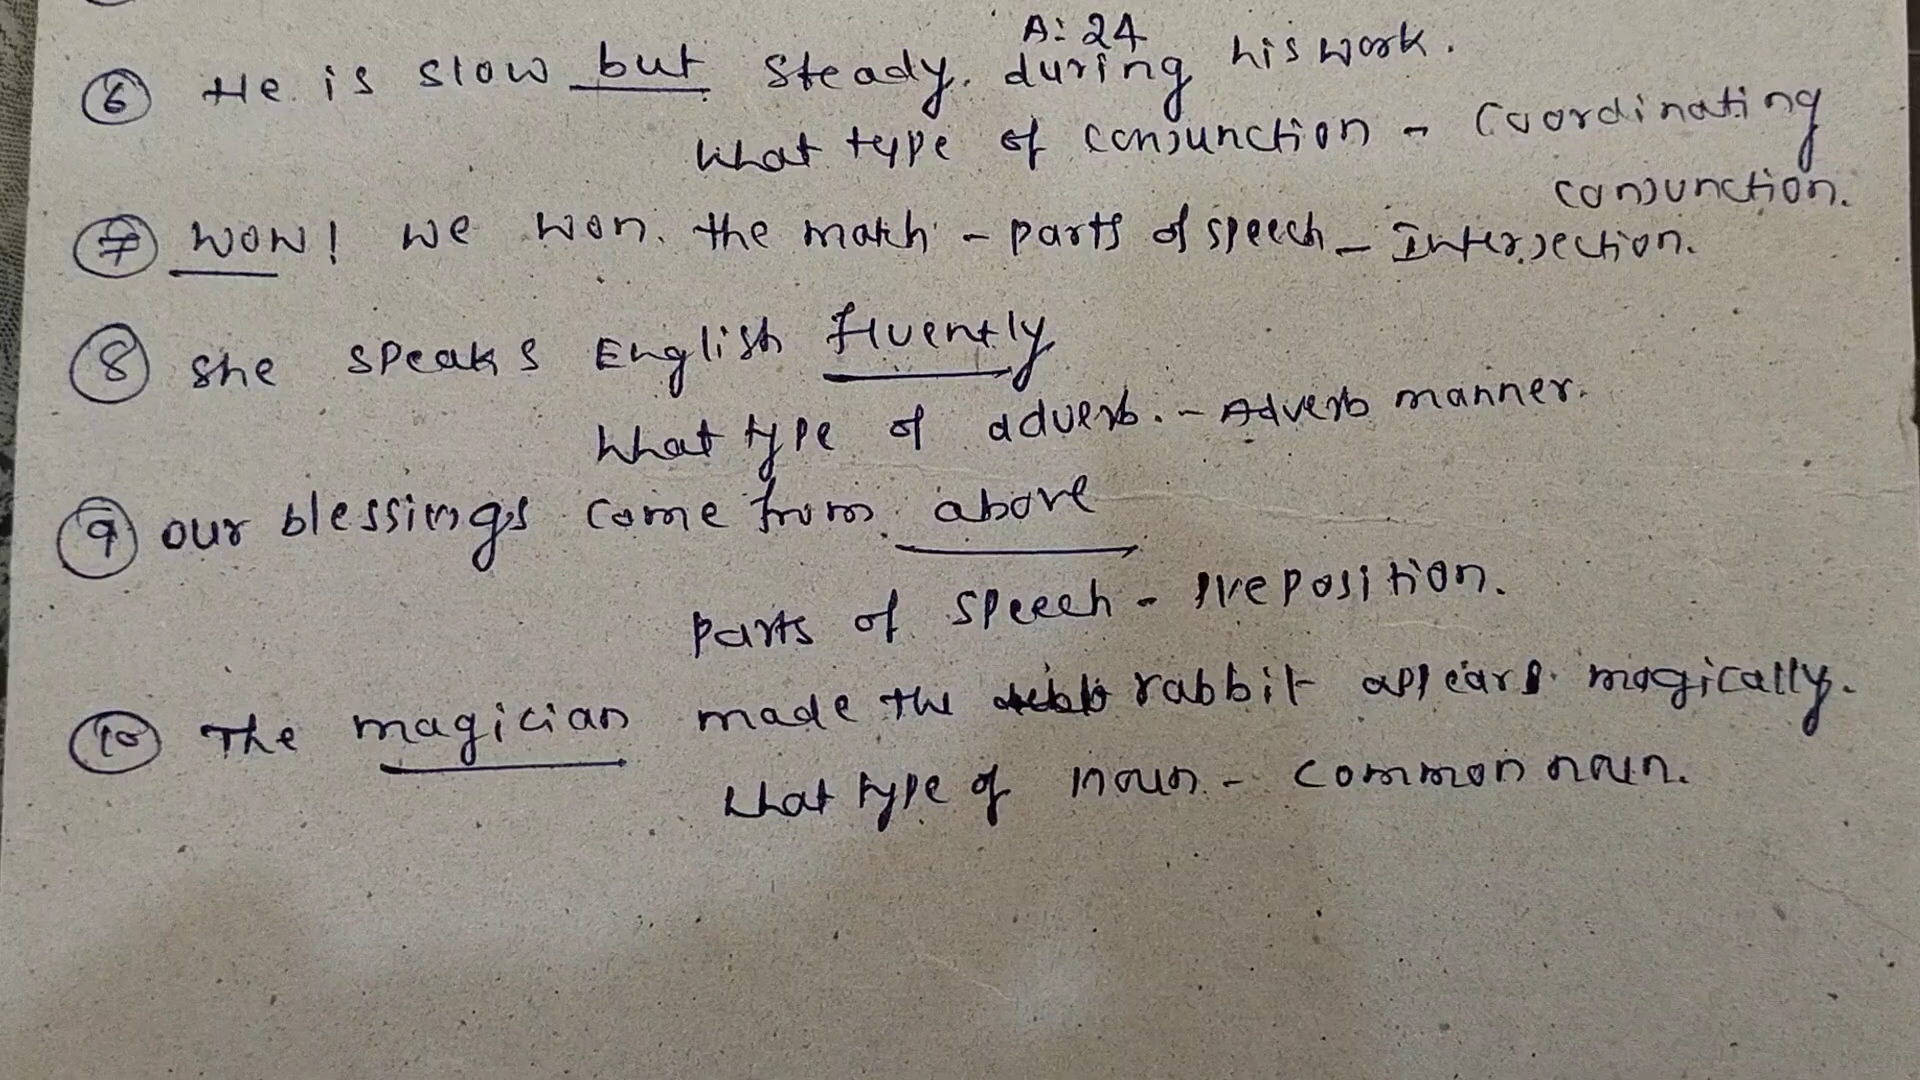 A: 24
⑥ He is slow but steady. during his work.
What type of conjunction - Coordinating
conjunction.
⑦ WOW! We won. the match - parts of speech - Interjection.
⑧ She speaks English fluently
What type of adverb. - Adverb manner.
⑨ our blessings come from above
parts of speech - Preposition.
⑩ The magician made the rabbit appears magically.
What type of noun - common noun.